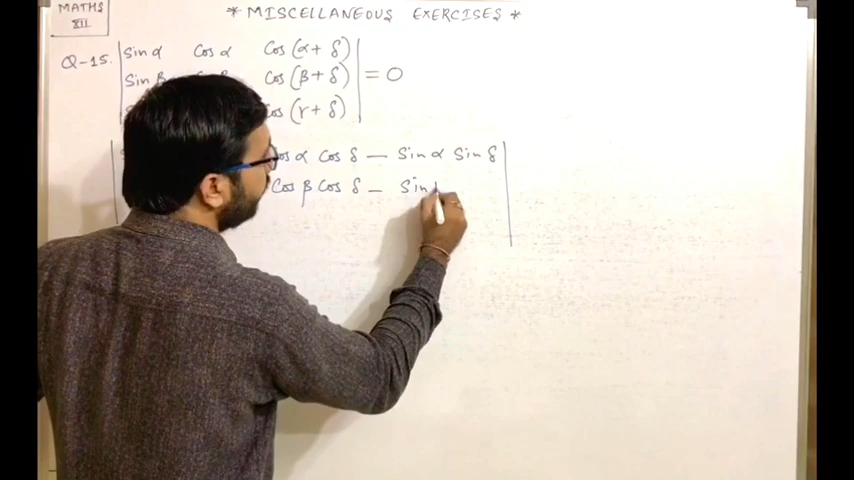 MATHS
XII
* MISCELLANEOUS EXERCISES *
Q-15. | Sin α Cos α Cos (α + δ) |
Sin β Cos (β + δ) | = 0
Cos (γ + δ)
Cos α Cos δ — Sin α Sin δ |
Cos β Cos δ — Sin